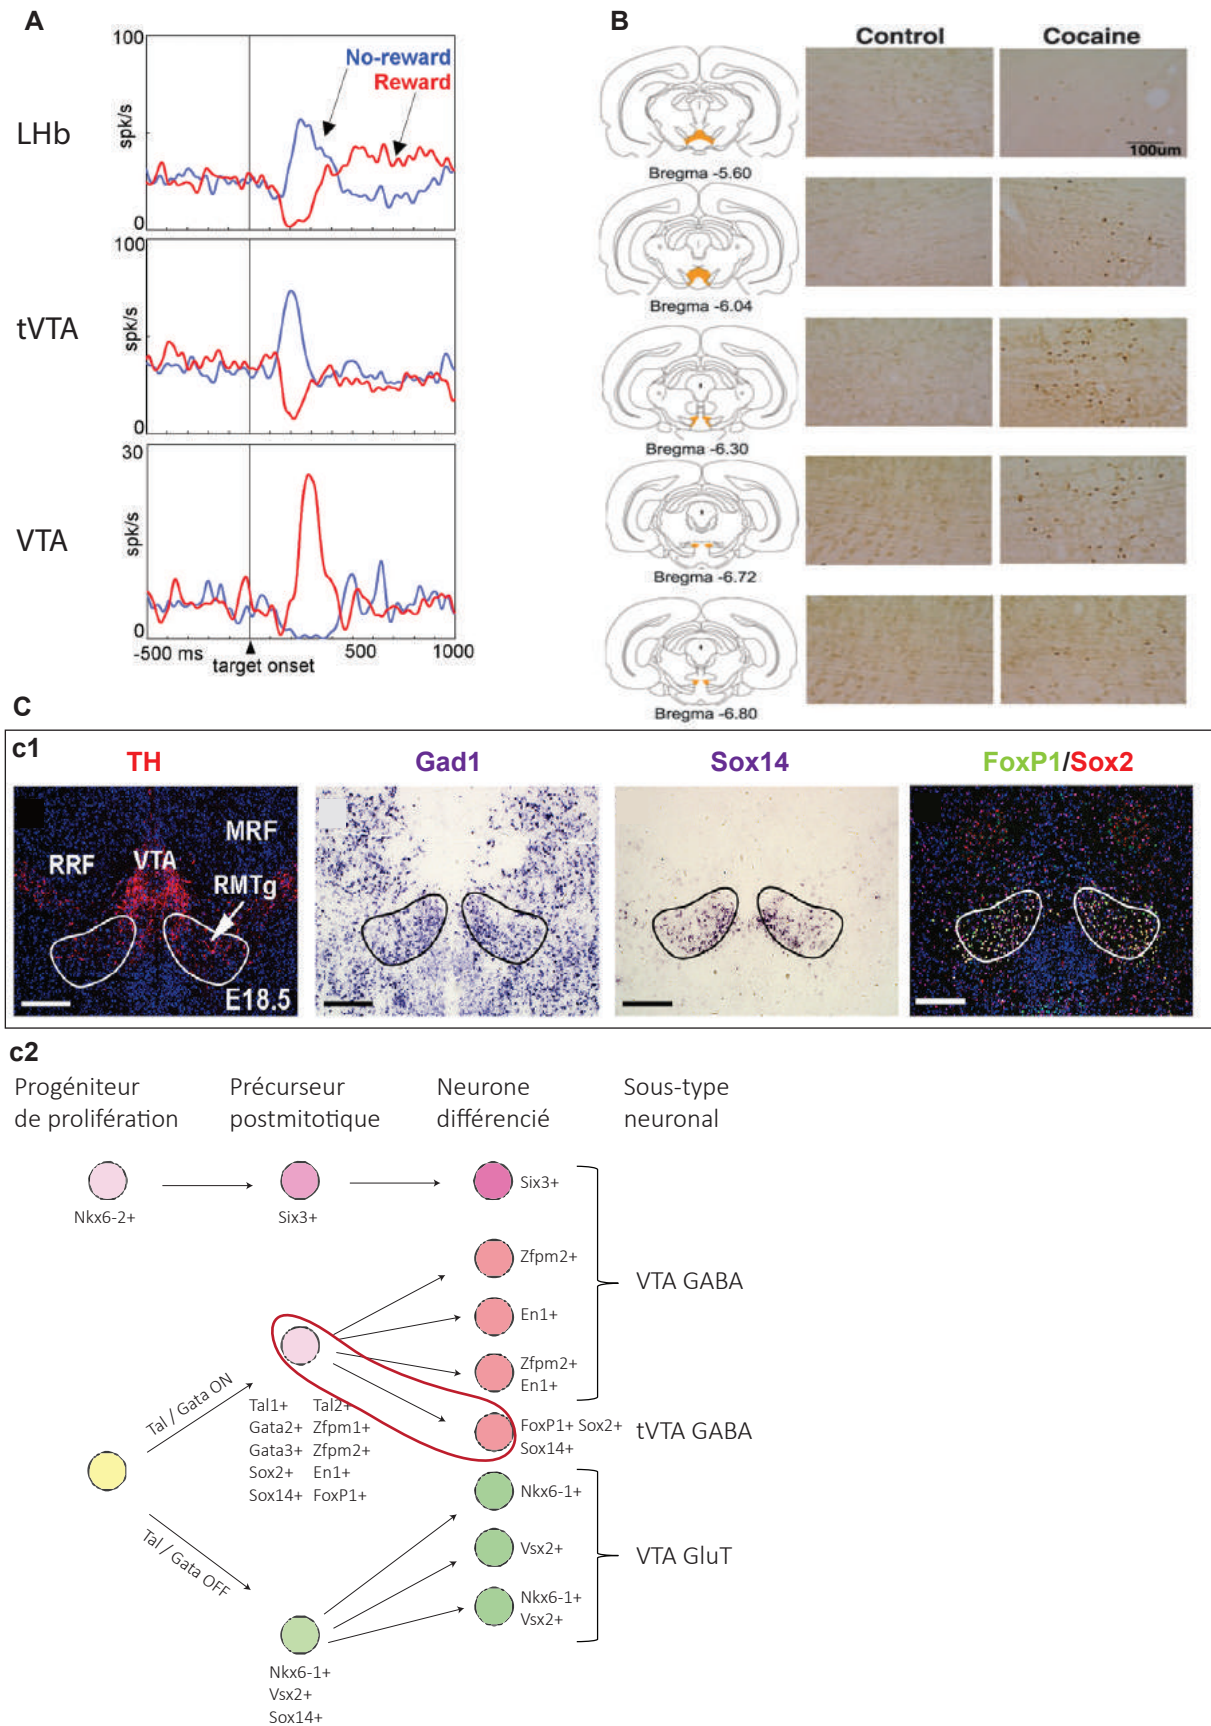 A
LHb
spk/s
100
0
No-reward
Reward
tVTA
spk/s
100
0
VTA
spk/s
30
0
-500 ms
target onset
500
1000
B
Control
Cocaine
Bregma -5.60
100um
Bregma -6.04
Bregma -6.30
Bregma -6.72
Bregma -6.80
C
c1
TH
Gad1
Sox14
FoxP1/Sox2
MRF
RRF
VTA
RMTg
E18.5
c2
Progéniteur
de prolifération
Précurseur
postmitotique
Neurone
différencié
Sous-type
neuronal
Nkx6-2+
Six3+
Six3+
Zfpm2+
En1+
Zfpm2+
En1+
VTA GABA
Tal / Gata ON
Tal1+ Tal2+
Gata2+ Zfpm1+
Gata3+ Zfpm2+
Sox2+ En1+
Sox14+ FoxP1+
FoxP1+ Sox2+
Sox14+
tVTA GABA
Tal / Gata OFF
Nkx6-1+
Vsx2+
Nkx6-1+
Vsx2+
VTA GluT
Nkx6-1+
Vsx2+
Sox14+